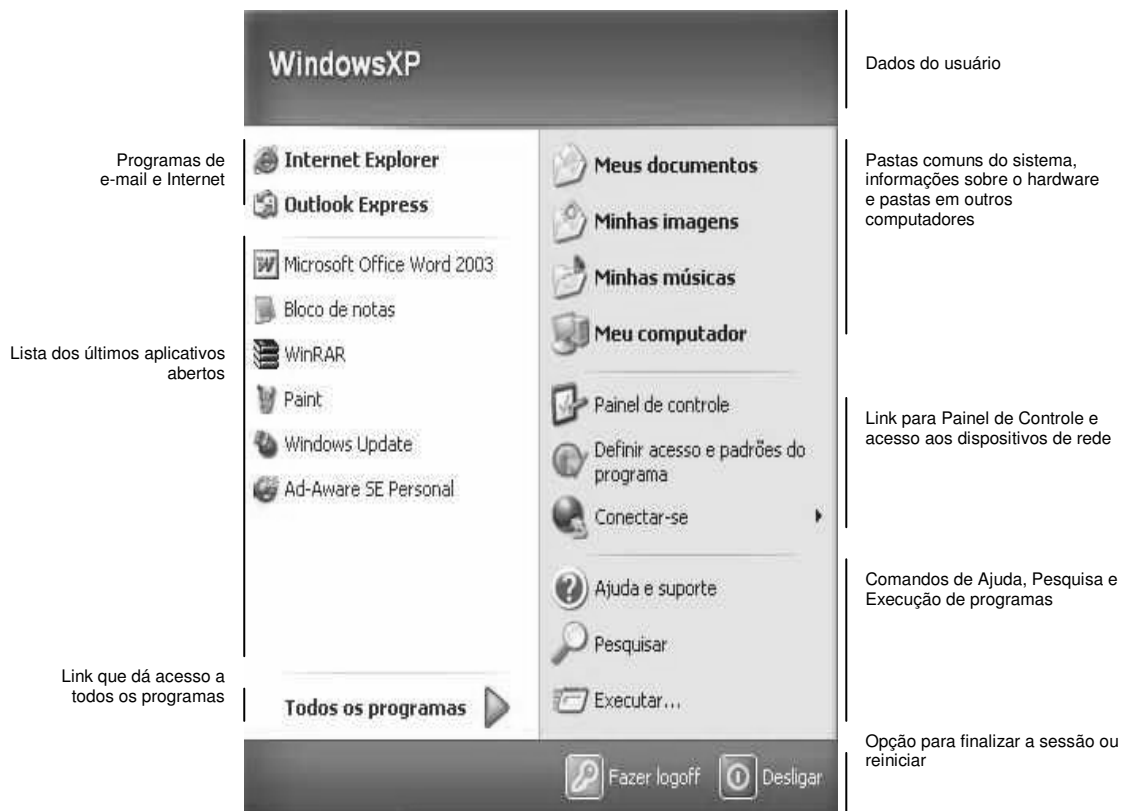 WindowsXP
Dados do usuário
Programas de
e-mail e Internet
Internet Explorer
Outlook Express
Meus documentos
Minhas imagens
Minhas músicas
Meu computador
Pastas comuns do sistema,
informações sobre o hardware
e pastas em outros
computadores
Lista dos últimos aplicativos
abertos
Microsoft Office Word 2003
Bloco de notas
WinRAR
Paint
Windows Update
Ad-Aware SE Personal
Painel de controle
Definir acesso e padrões do
programa
Conectar-se
Link para Painel de Controle e
acesso aos dispositivos de rede
Ajuda e suporte
Pesquisar
Executar...
Comandos de Ajuda, Pesquisa e
Execução de programas
Link que dá acesso a
todos os programas
Todos os programas
Fazer logoff
Desligar
Opção para finalizar a sessão ou
reiniciar